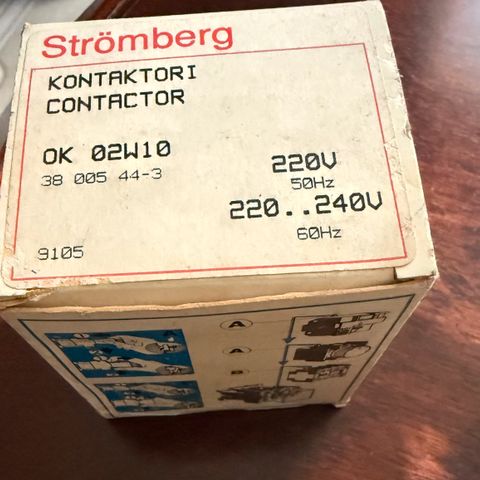 Strömberg
KONTAKTORI
CONTACTOR
OK 02W10
38 005 44-3
220V
50Hz
220..240V
60Hz
9105
A
A
B